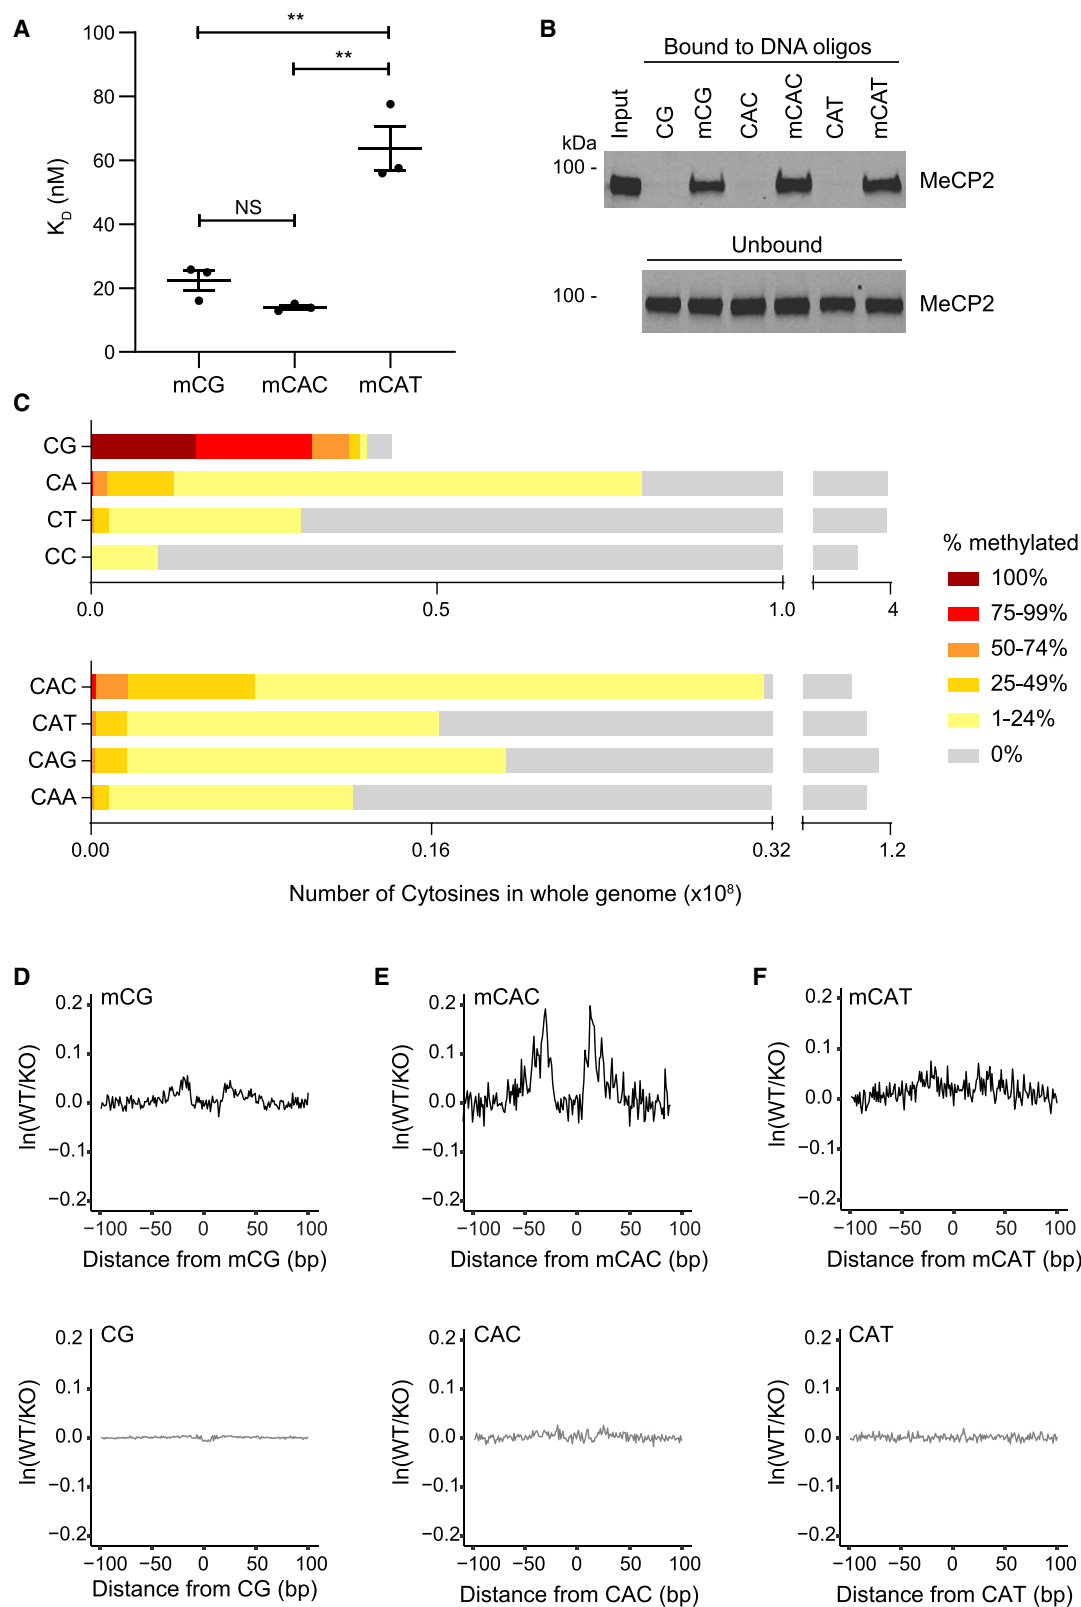 A
**
**
NS
100
80
60
40
20
0
K_D (nM)
mCG mCAC mCAT
B
Bound to DNA oligos
Input CG mCG CAC mCAC CAT mCAT
kDa
100 -
MeCP2
Unbound
100 -
MeCP2
C
CG
CA
CT
CC
0.0 0.5 1.0 4
CAC
CAT
CAG
CAA
0.00 0.16 0.32 1.2
Number of Cytosines in whole genome (x10⁸)
% methylated
100%
75-99%
50-74%
25-49%
1-24%
0%
D
mCG
0.2
0.1
0.0
−0.1
−0.2
ln(WT/KO)
−100 −50 0 50 100
Distance from mCG (bp)
E
mCAC
0.2
0.1
0.0
−0.1
−0.2
ln(WT/KO)
−100 −50 0 50 100
Distance from mCAC (bp)
F
mCAT
0.2
0.1
0.0
−0.1
−0.2
ln(WT/KO)
−100 −50 0 50 100
Distance from mCAT (bp)
CG
0.2
0.1
0.0
−0.1
−0.2
ln(WT/KO)
−100 −50 0 50 100
Distance from CG (bp)
CAC
0.2
0.1
0.0
−0.1
−0.2
ln(WT/KO)
−100 −50 0 50 100
Distance from CAC (bp)
CAT
0.2
0.1
0.0
−0.1
−0.2
ln(WT/KO)
−100 −50 0 50 100
Distance from CAT (bp)